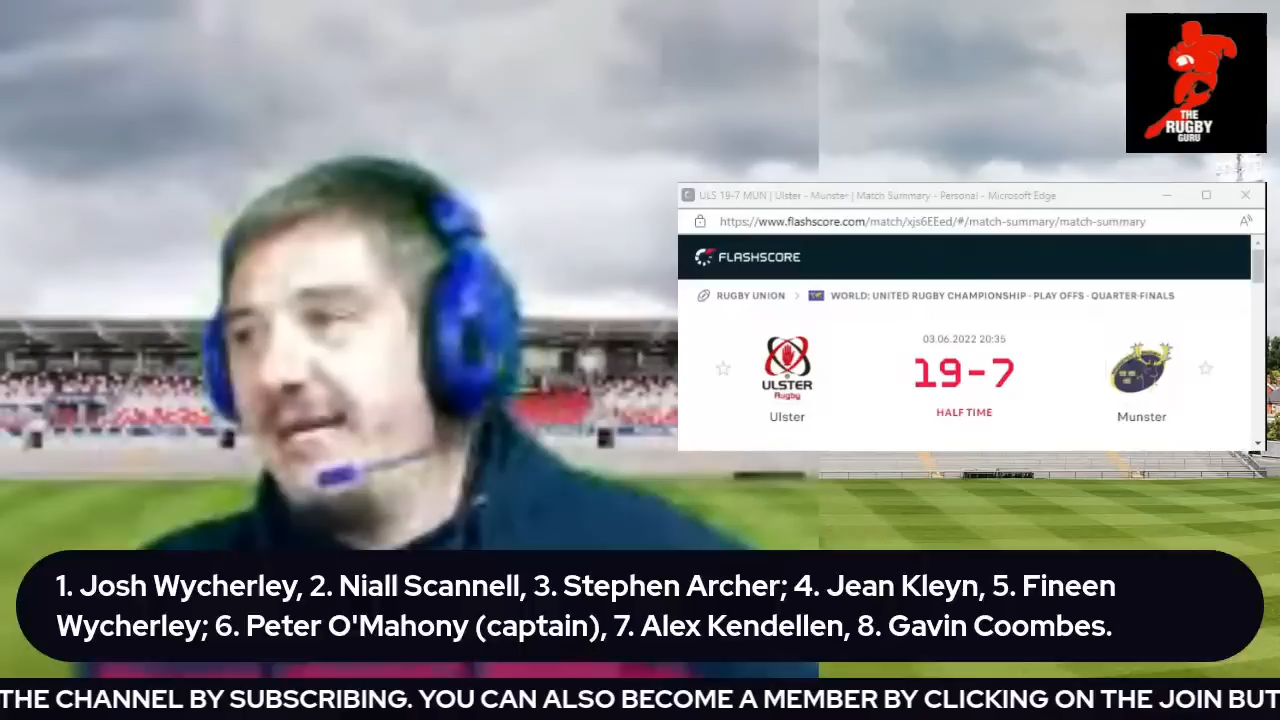 THE
RUGBY
GURU
ULS 19-7 MUN | Ulster - Munster | Match Summary - Personal - Microsoft Edge
https://www.flashscore.com/match/xjs6EEed/#/match-summary/match-summary
FLASHSCORE
RUGBY UNION > WORLD: UNITED RUGBY CHAMPIONSHIP - PLAY OFFS - QUARTER-FINALS
03.06.2022 20:35
19-7
HALF TIME
ULSTER
Rugby
Ulster
Munster
1. Josh Wycherley, 2. Niall Scannell, 3. Stephen Archer; 4. Jean Kleyn, 5. Fineen
Wycherley; 6. Peter O'Mahony (captain), 7. Alex Kendellen, 8. Gavin Coombes.
THE CHANNEL BY SUBSCRIBING. YOU CAN ALSO BECOME A MEMBER BY CLICKING ON THE JOIN BUT